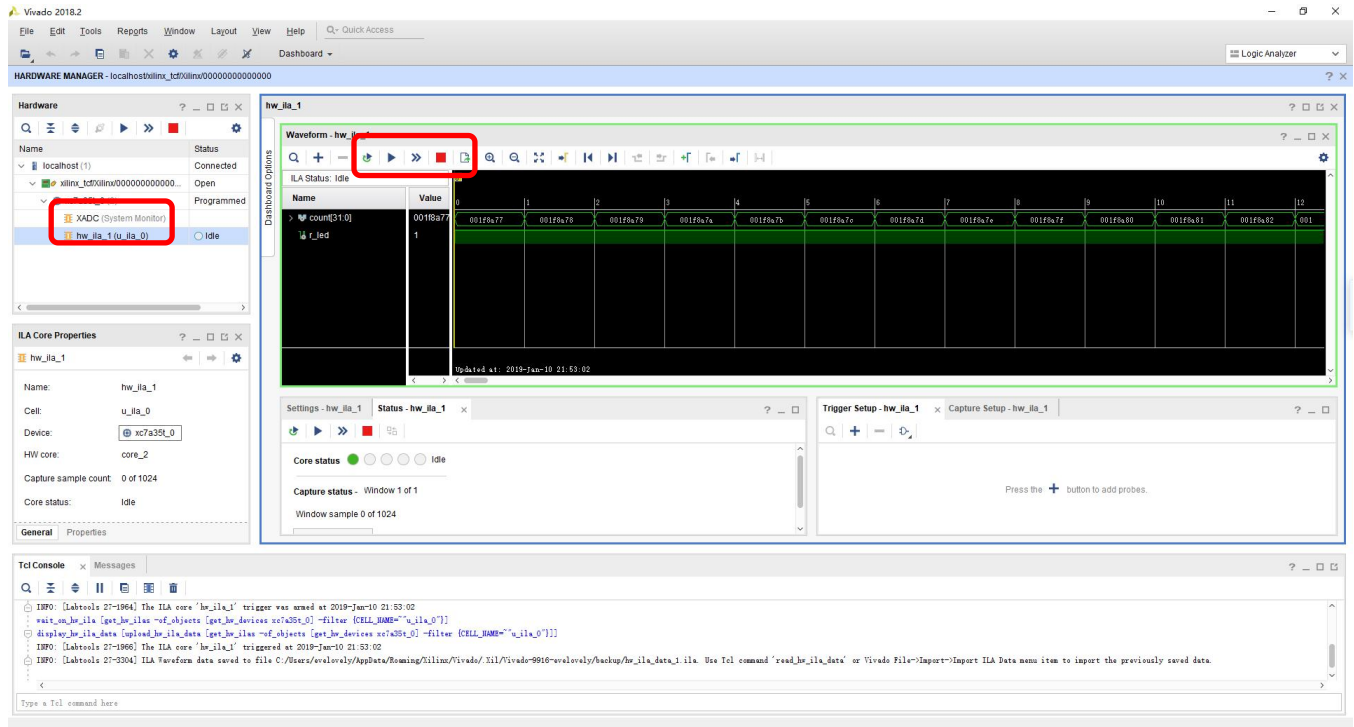 Vivado 2018.2
File Edit Tools Reports Window Layout View Help Quick Access
Dashboard
Logic Analyzer
HARDWARE MANAGER - localhost/xilinx_tcf/Xilinx/00000000000000
Hardware
Name Status
localhost (1) Connected
xilinx_tcf/Xilinx/000000000000... Open
Programmed
XADC (System Monitor)
hw_ila_1 (u_ila_0) Idle
ILA Core Properties
hw_ila_1
Name: hw_ila_1
Cell: u_ila_0
Device: xc7a35t_0
HW core: core_2
Capture sample count: 0 of 1024
Core status: Idle
General Properties
hw_ila_1
Dashboard Options
Waveform - hw_ila_1
ILA Status: Idle
Name Value
0 1 2 3 4 5 6 7 8 9 10 11 12
count[31:0] 001f8a77 001f8a77 001f8a78 001f8a79 001f8a7a 001f8a7b 001f8a7c 001f8a7d 001f8a7e 001f8a7f 001f8a80 001f8a81 001f8a82 001
r_led 1
Updated at: 2019-Jan-10 21:53:02
Settings - hw_ila_1 Status - hw_ila_1
Core status Idle
Capture status - Window 1 of 1
Window sample 0 of 1024
Trigger Setup - hw_ila_1 Capture Setup - hw_ila_1
Press the + button to add probes.
Tcl Console Messages
INFO: [Labtools 27-1964] The ILA core 'hw_ila_1' trigger was armed at 2019-Jan-10 21:53:02
wait_on_hw_ila [get_hw_ilas -of_objects [get_hw_devices xc7a35t_0] -filter {CELL_NAME=~"u_ila_0"}]
display_hw_ila_data [upload_hw_ila_data [get_hw_ilas -of_objects [get_hw_devices xc7a35t_0] -filter {CELL_NAME=~"u_ila_0"}]]
INFO: [Labtools 27-1966] The ILA core 'hw_ila_1' triggered at 2019-Jan-10 21:53:02
INFO: [Labtools 27-3304] ILA Waveform data saved to file C:/Users/evelovely/AppData/Roaming/Xilinx/Vivado/.Xil/Vivado-9916-evelovely/backup/hw_ila_data_1.ila. Use Tcl command 'read_hw_ila_data' or Vivado File->Import->Import ILA Data menu item to import the previously saved data.
Type a Tcl command here